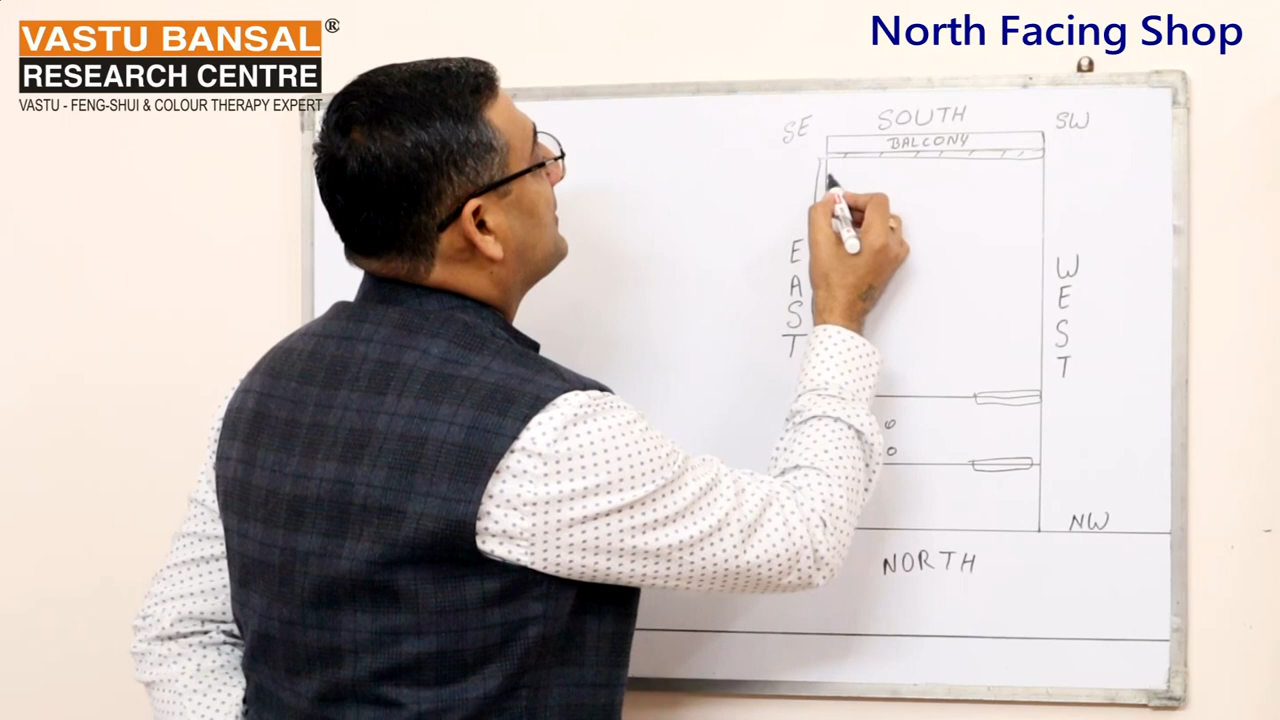 VASTU BANSAL®
RESEARCH CENTRE
VASTU - FENG-SHUI & COLOUR THERAPY EXPERT
North Facing Shop
SE
SOUTH
SW
BALCONY
EAST
WEST
NW
NORTH